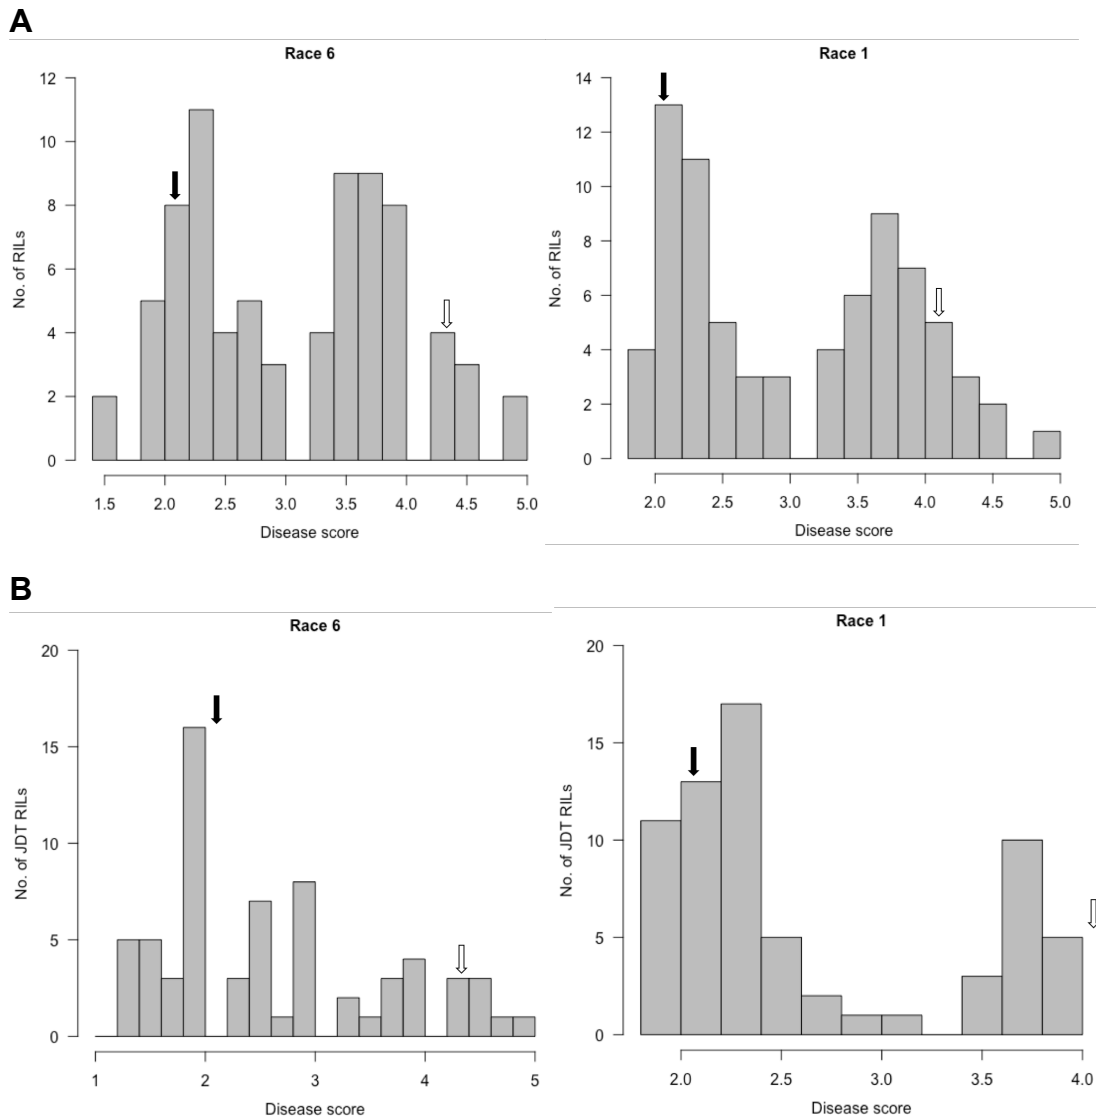 A
Race 6
12
10
8
6
4
2
0
No. of RILs
1.5 2.0 2.5 3.0 3.5 4.0 4.5 5.0
Disease score
Race 1
14
12
10
8
6
4
2
0
No. of RILs
2.0 2.5 3.0 3.5 4.0 4.5 5.0
Disease score
B
Race 6
20
15
10
5
0
No. of JDT RILs
1 2 3 4 5
Disease score
Race 1
20
15
10
5
0
No. of JDT RILs
2.0 2.5 3.0 3.5 4.0
Disease score